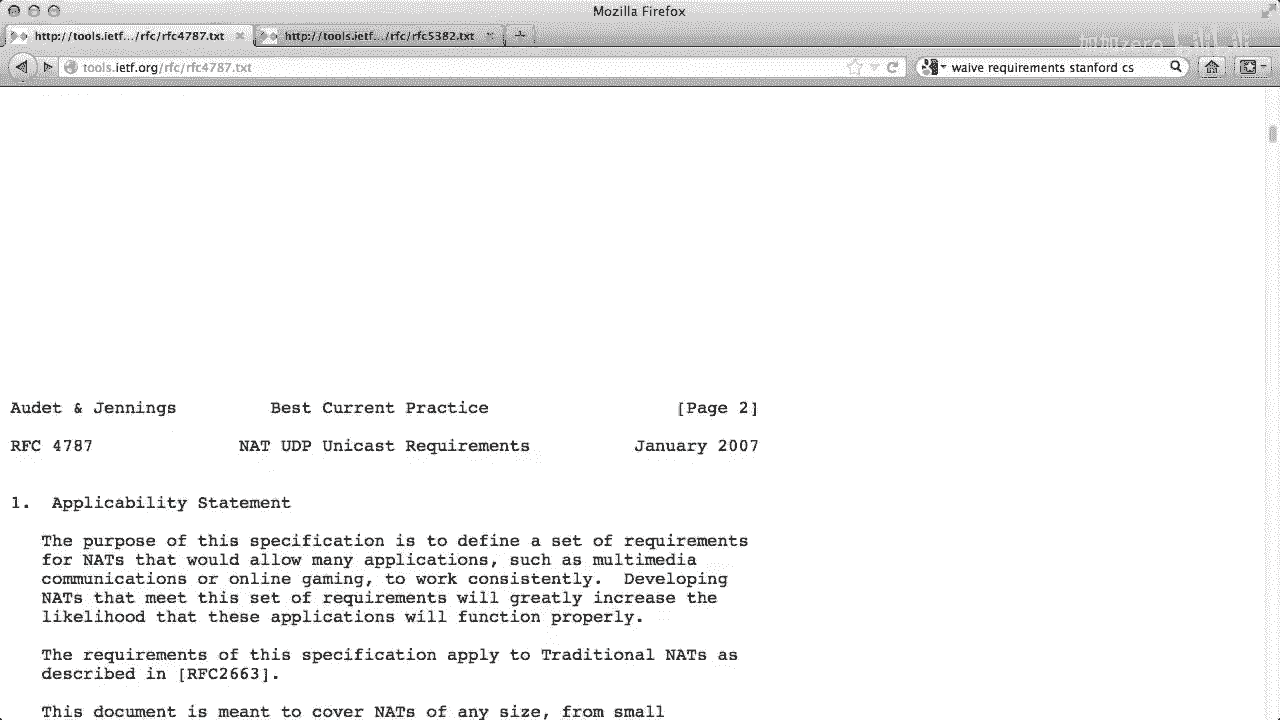 Mozilla Firefox
http://tools.ietf.../rfc/rfc4787.txt
http://tools.ietf.../rfc/rfc5382.txt
tools.ietf.org/rfc/rfc4787.txt
waive requirements stanford cs
Audet & Jennings Best Current Practice [Page 2]
RFC 4787 NAT UDP Unicast Requirements January 2007
1. Applicability Statement
The purpose of this specification is to define a set of requirements
for NATs that would allow many applications, such as multimedia
communications or online gaming, to work consistently. Developing
NATs that meet this set of requirements will greatly increase the
likelihood that these applications will function properly.
The requirements of this specification apply to Traditional NATs as
described in [RFC2663].
This document is meant to cover NATs of any size, from small